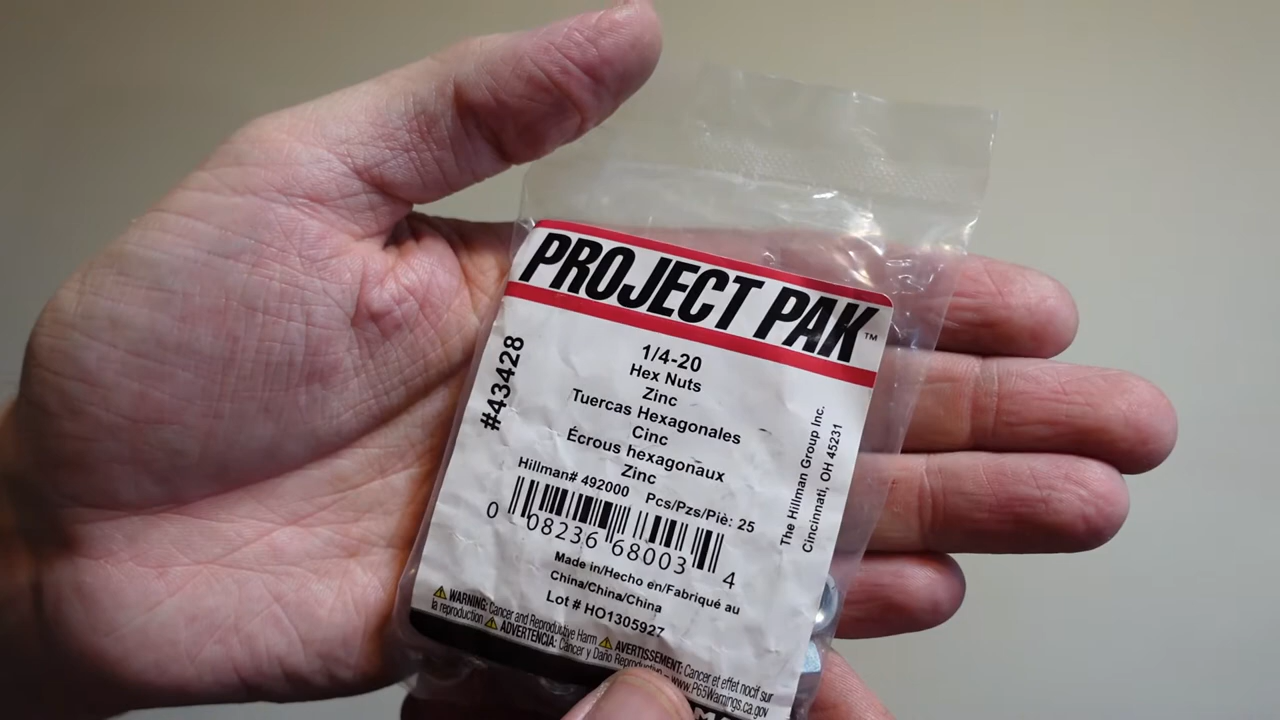 PROJECT PAK™
#43428
1/4-20
Hex Nuts
Zinc
Tuercas Hexagonales
Cinc
Écrous hexagonaux
Zinc
Hillman# 492000 Pcs/Pzs/Piè: 25
0 08236 68003 4
Made in/Hecho en/Fabriqué au
China/China/China
Lot # HO1305927
The Hillman Group Inc.
Cincinnati, OH 45231
⚠ WARNING: Cancer and Reproductive Harm ⚠ AVERTISSEMENT: Cancer et effet nocif sur
la reproduction ⚠ ADVERTENCIA: Cáncer y Daño Reproductivo - www.P65Warnings.ca.gov